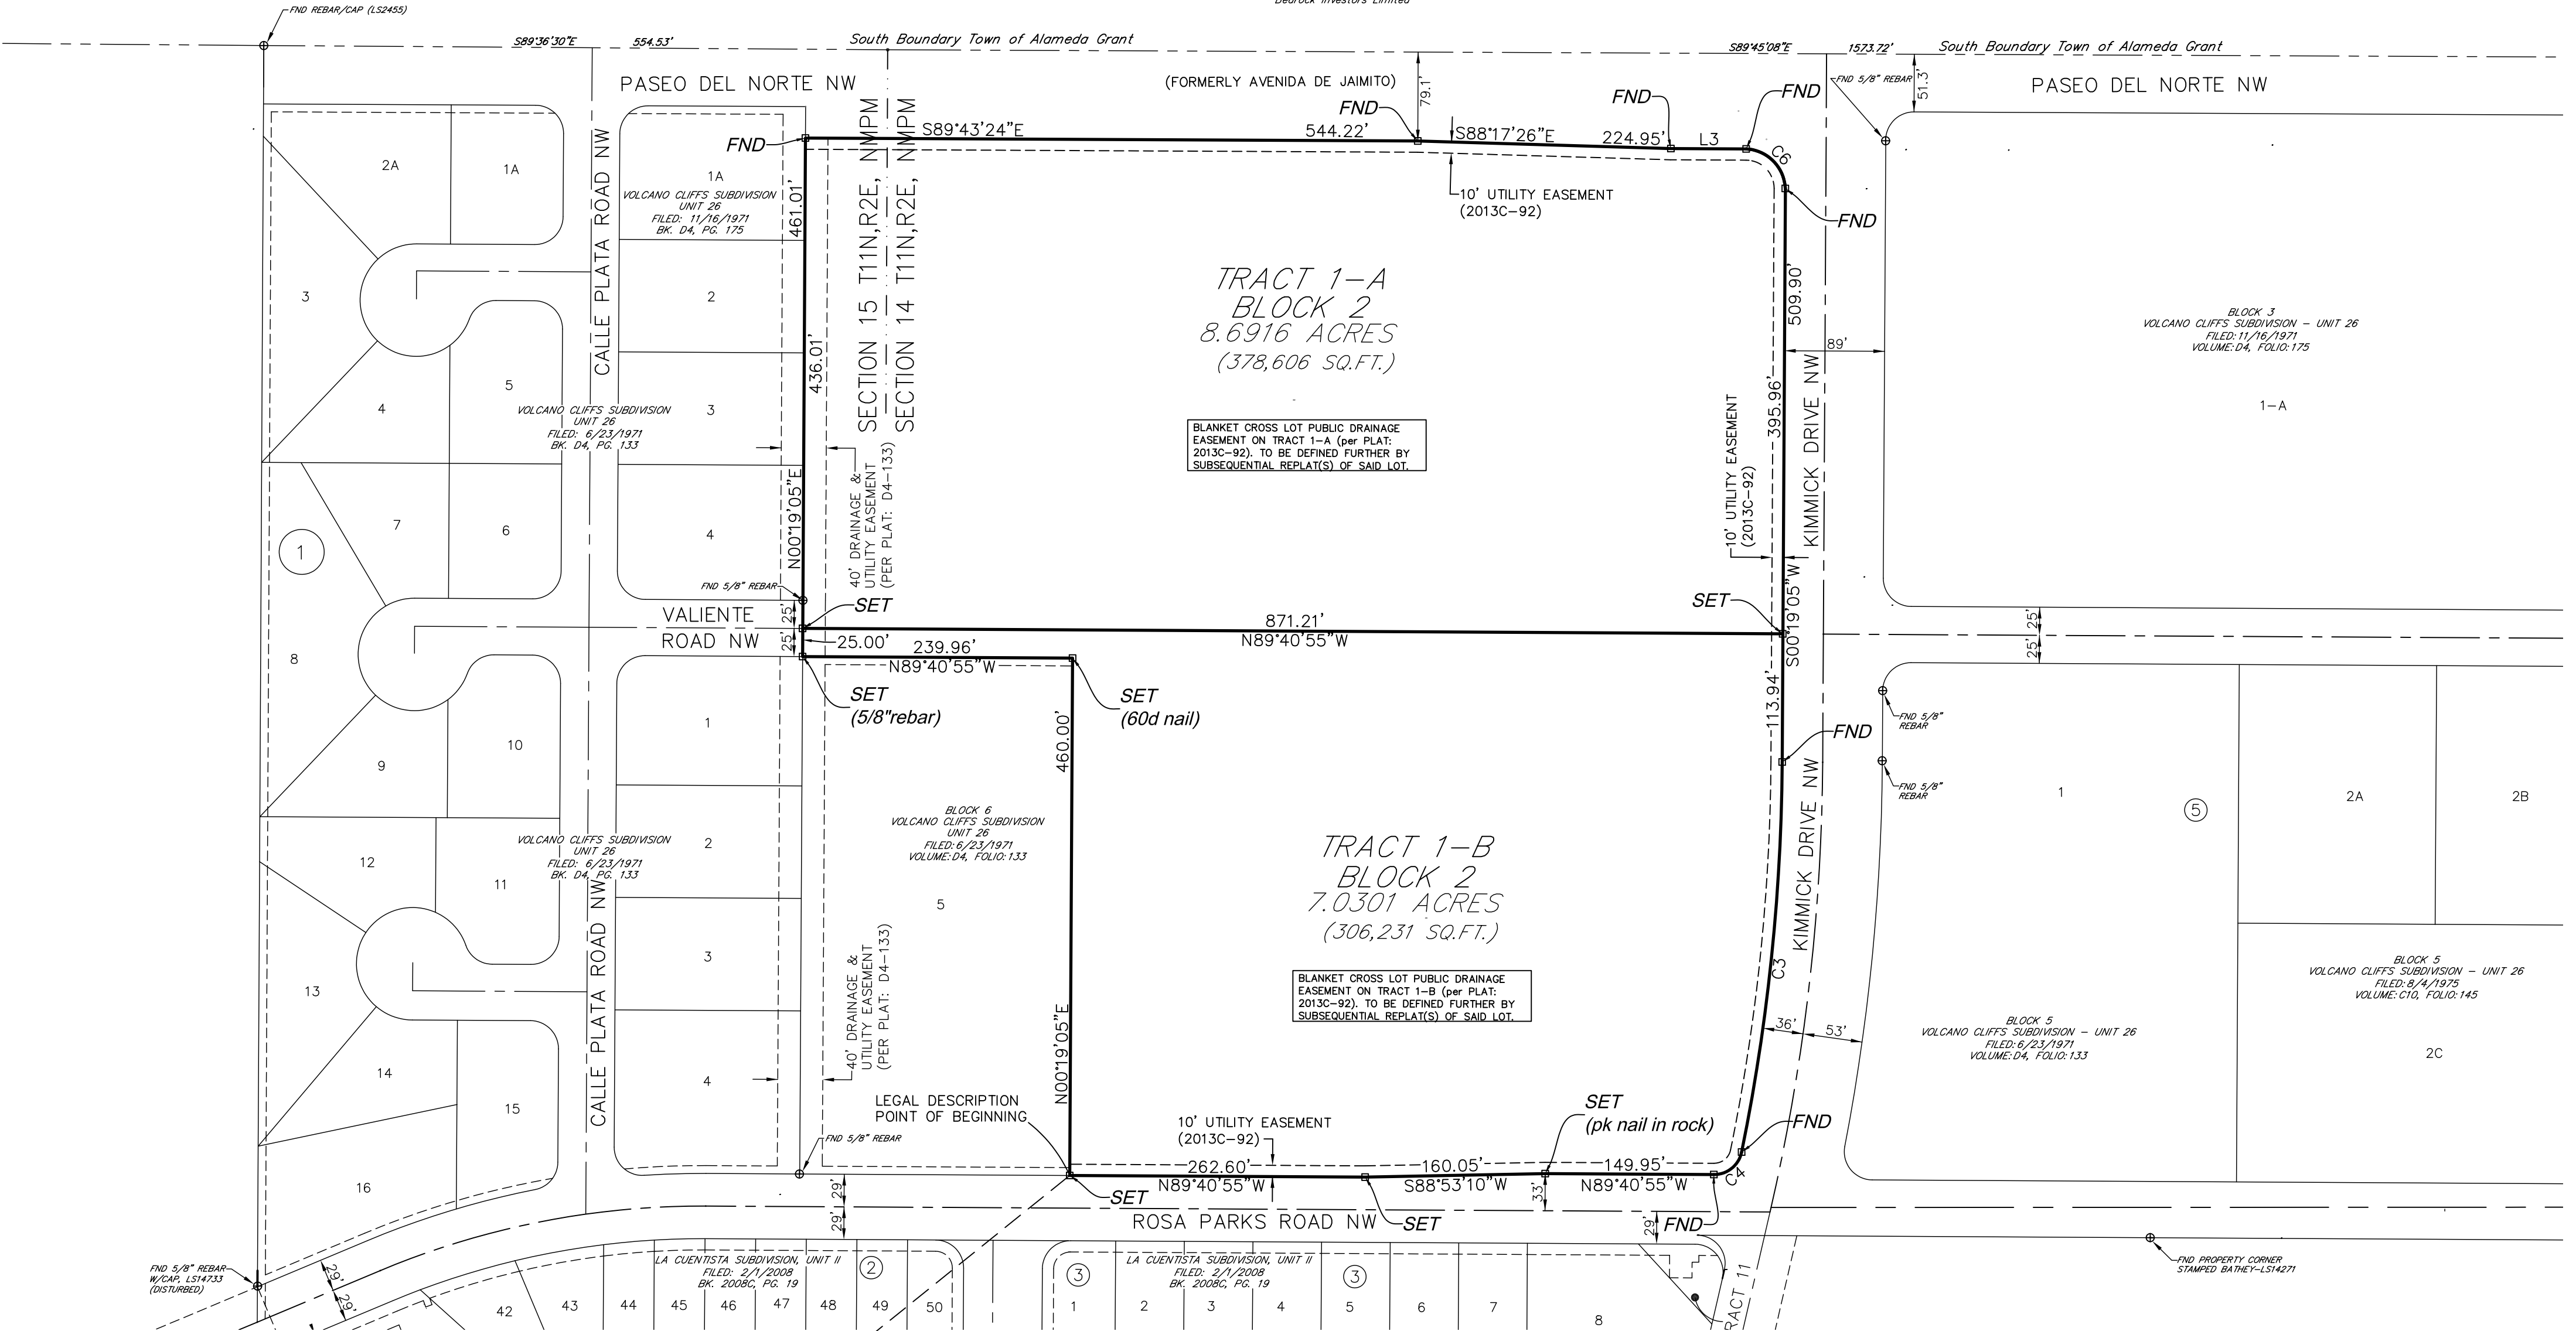 Bedrock Investors Limited
FND REBAR/CAP (LS2455)
S89°36'30"E 554.53'
South Boundary Town of Alameda Grant
S89°45'08"E 1573.72'
South Boundary Town of Alameda Grant
PASEO DEL NORTE NW
(FORMERLY AVENIDA DE JAIMITO)
79.1'
FND 5/8" REBAR
51.3'
PASEO DEL NORTE NW
FND
FND
FND
FND
S89°43'24"E
544.22'
S88°17'26"E
224.95'
L3
C6
FND
10' UTILITY EASEMENT
(2013C-92)
2A
1A
1A
VOLCANO CLIFFS SUBDIVISION
UNIT 26
FILED: 11/16/1971
BK. D4, PG. 175
CALLE PLATA ROAD NW
461.01'
436.01'
N00°19'05"E
SECTION 15 T11N,R2E, NMPM
SECTION 14 T11N,R2E, NMPM
TRACT 1-A
BLOCK 2
8.6916 ACRES
(378,606 SQ.FT.)
BLANKET CROSS LOT PUBLIC DRAINAGE
EASEMENT ON TRACT 1-A (per PLAT:
2013C-92). TO BE DEFINED FURTHER BY
SUBSEQUENTIAL REPLAT(S) OF SAID LOT.
509.90'
395.96'
89'
KIMMICK DRIVE NW
10' UTILITY EASEMENT
(2013C-92)
S00°19'05"W
BLOCK 3
VOLCANO CLIFFS SUBDIVISION - UNIT 26
FILED:11/16/1971
VOLUME:D4, FOLIO:175
1-A
3
2
5
4
3
VOLCANO CLIFFS SUBDIVISION
UNIT 26
FILED: 6/23/1971
BK. D4, PG. 133
7
6
4
1
40' DRAINAGE &
UTILITY EASEMENT
(PER PLAT: D4-133)
FND 5/8" REBAR
VALIENTE
ROAD NW
25'
25'
SET
25.00'
239.96'
N89°40'55"W
871.21'
N89°40'55"W
SET
25'
25'
SET
(5/8"rebar)
SET
(60d nail)
113.94'
FND
FND 5/8"
REBAR
FND 5/8"
REBAR
8
1
10
9
460.00'
N00°19'05"E
KIMMICK DRIVE NW
1
5
2A
2B
BLOCK 6
VOLCANO CLIFFS SUBDIVISION
UNIT 26
FILED:6/23/1971
VOLUME:D4, FOLIO:133
5
TRACT 1-B
BLOCK 2
7.0301 ACRES
(306,231 SQ.FT.)
BLANKET CROSS LOT PUBLIC DRAINAGE
EASEMENT ON TRACT 1-B (per PLAT:
2013C-92). TO BE DEFINED FURTHER BY
SUBSEQUENTIAL REPLAT(S) OF SAID LOT.
VOLCANO CLIFFS SUBDIVISION
UNIT 26
FILED: 6/23/1971
BK. D4, PG. 133
2
12
11
CALLE PLATA ROAD NW
3
13
40' DRAINAGE &
UTILITY EASEMENT
(PER PLAT: D4-133)
C3
36'
53'
BLOCK 5
VOLCANO CLIFFS SUBDIVISION - UNIT 26
FILED:8/4/1975
VOLUME:C10, FOLIO:145
2C
BLOCK 5
VOLCANO CLIFFS SUBDIVISION - UNIT 26
FILED:6/23/1971
VOLUME:D4, FOLIO:133
14
4
15
16
LEGAL DESCRIPTION
POINT OF BEGINNING
FND 5/8" REBAR
10' UTILITY EASEMENT
(2013C-92)
SET
(pk nail in rock)
FND
262.60'
N89°40'55"W
160.05'
S88°53'10"W
149.95'
N89°40'55"W
C4
SET
SET
FND
33'
29'
29'
29'
ROSA PARKS ROAD NW
FND 5/8" REBAR
W/CAP, LS14733
(DISTURBED)
29'
29'
LA CUENTISTA SUBDIVISION, UNIT II
FILED: 2/1/2008
BK. 2008C, PG. 19
2
3
LA CUENTISTA SUBDIVISION, UNIT II
FILED: 2/1/2008
BK. 2008C, PG. 19
3
FND PROPERTY CORNER
STAMPED BATHEY-LS14271
42 43 44 45 46 47 48 49 50
1 2 3 4 5 6 7 8
TRACT 11